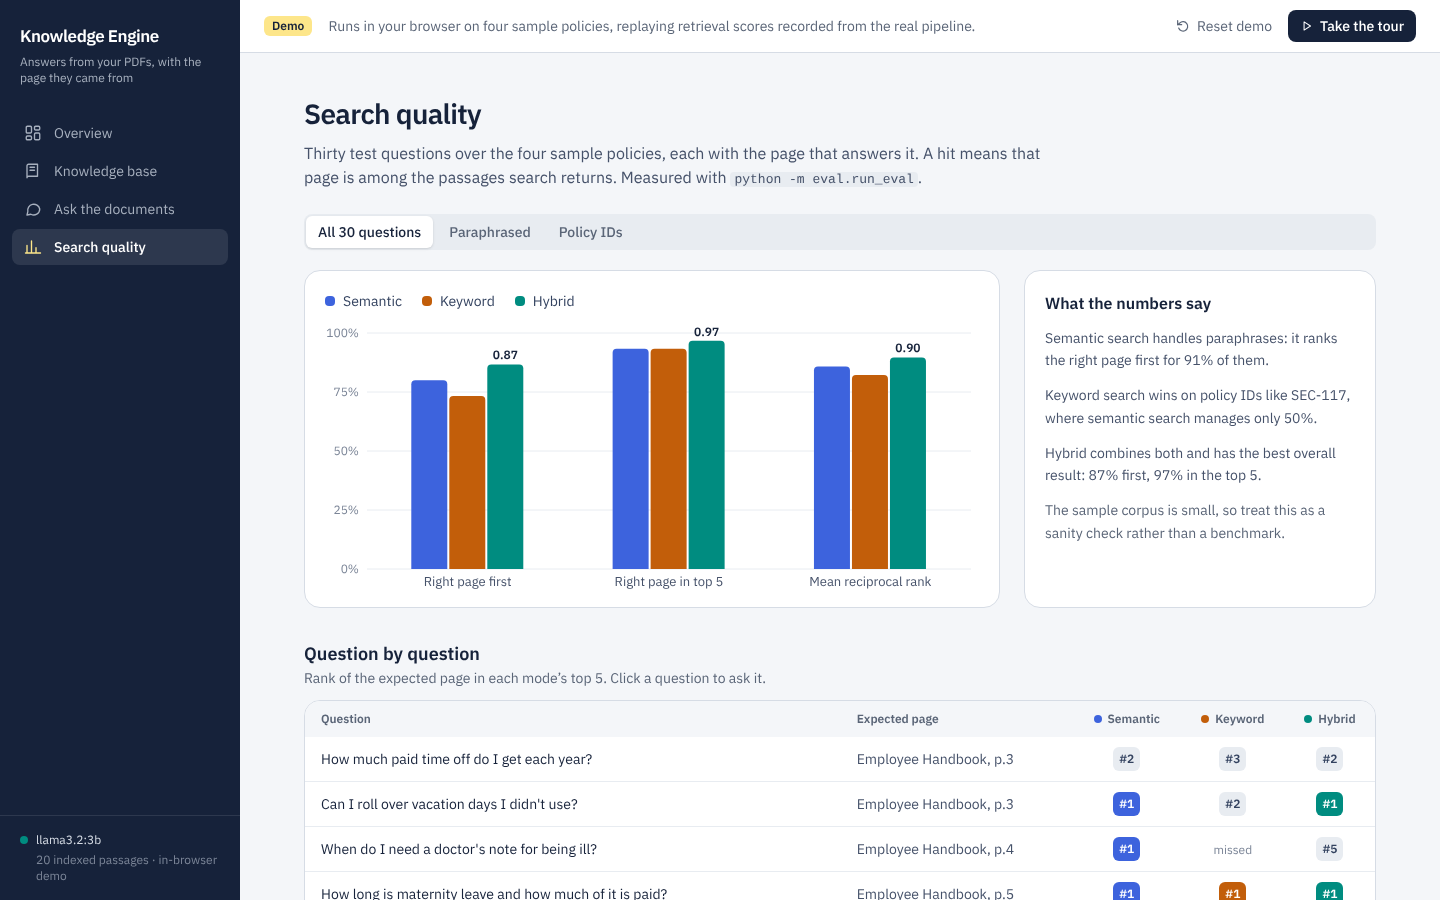 Knowledge Engine
Answers from your PDFs, with the
page they came from
Overview
Knowledge base
Ask the documents
Search quality
llama3.2:3b
20 indexed passages · in-browser
demo
Demo
Runs in your browser on four sample policies, replaying retrieval scores recorded from the real pipeline.
Reset demo
Take the tour
Search quality
Thirty test questions over the four sample policies, each with the page that answers it. A hit means that
page is among the passages search returns. Measured with python -m eval.run_eval.
All 30 questions
Paraphrased
Policy IDs
Semantic
Keyword
Hybrid
100%
75%
50%
25%
0%
0.87
0.97
0.90
Right page first
Right page in top 5
Mean reciprocal rank
What the numbers say
Semantic search handles paraphrases: it ranks
the right page first for 91% of them.
Keyword search wins on policy IDs like SEC-117,
where semantic search manages only 50%.
Hybrid combines both and has the best overall
result: 87% first, 97% in the top 5.
The sample corpus is small, so treat this as a
sanity check rather than a benchmark.
Question by question
Rank of the expected page in each mode's top 5. Click a question to ask it.
Question Expected page Semantic Keyword Hybrid
How much paid time off do I get each year? Employee Handbook, p.3 #2 #3 #2
Can I roll over vacation days I didn't use? Employee Handbook, p.3 #1 #2 #1
When do I need a doctor's note for being ill? Employee Handbook, p.4 #1 missed #5
How long is maternity leave and how much of it is paid? Employee Handbook, p.5 #1 #1 #1